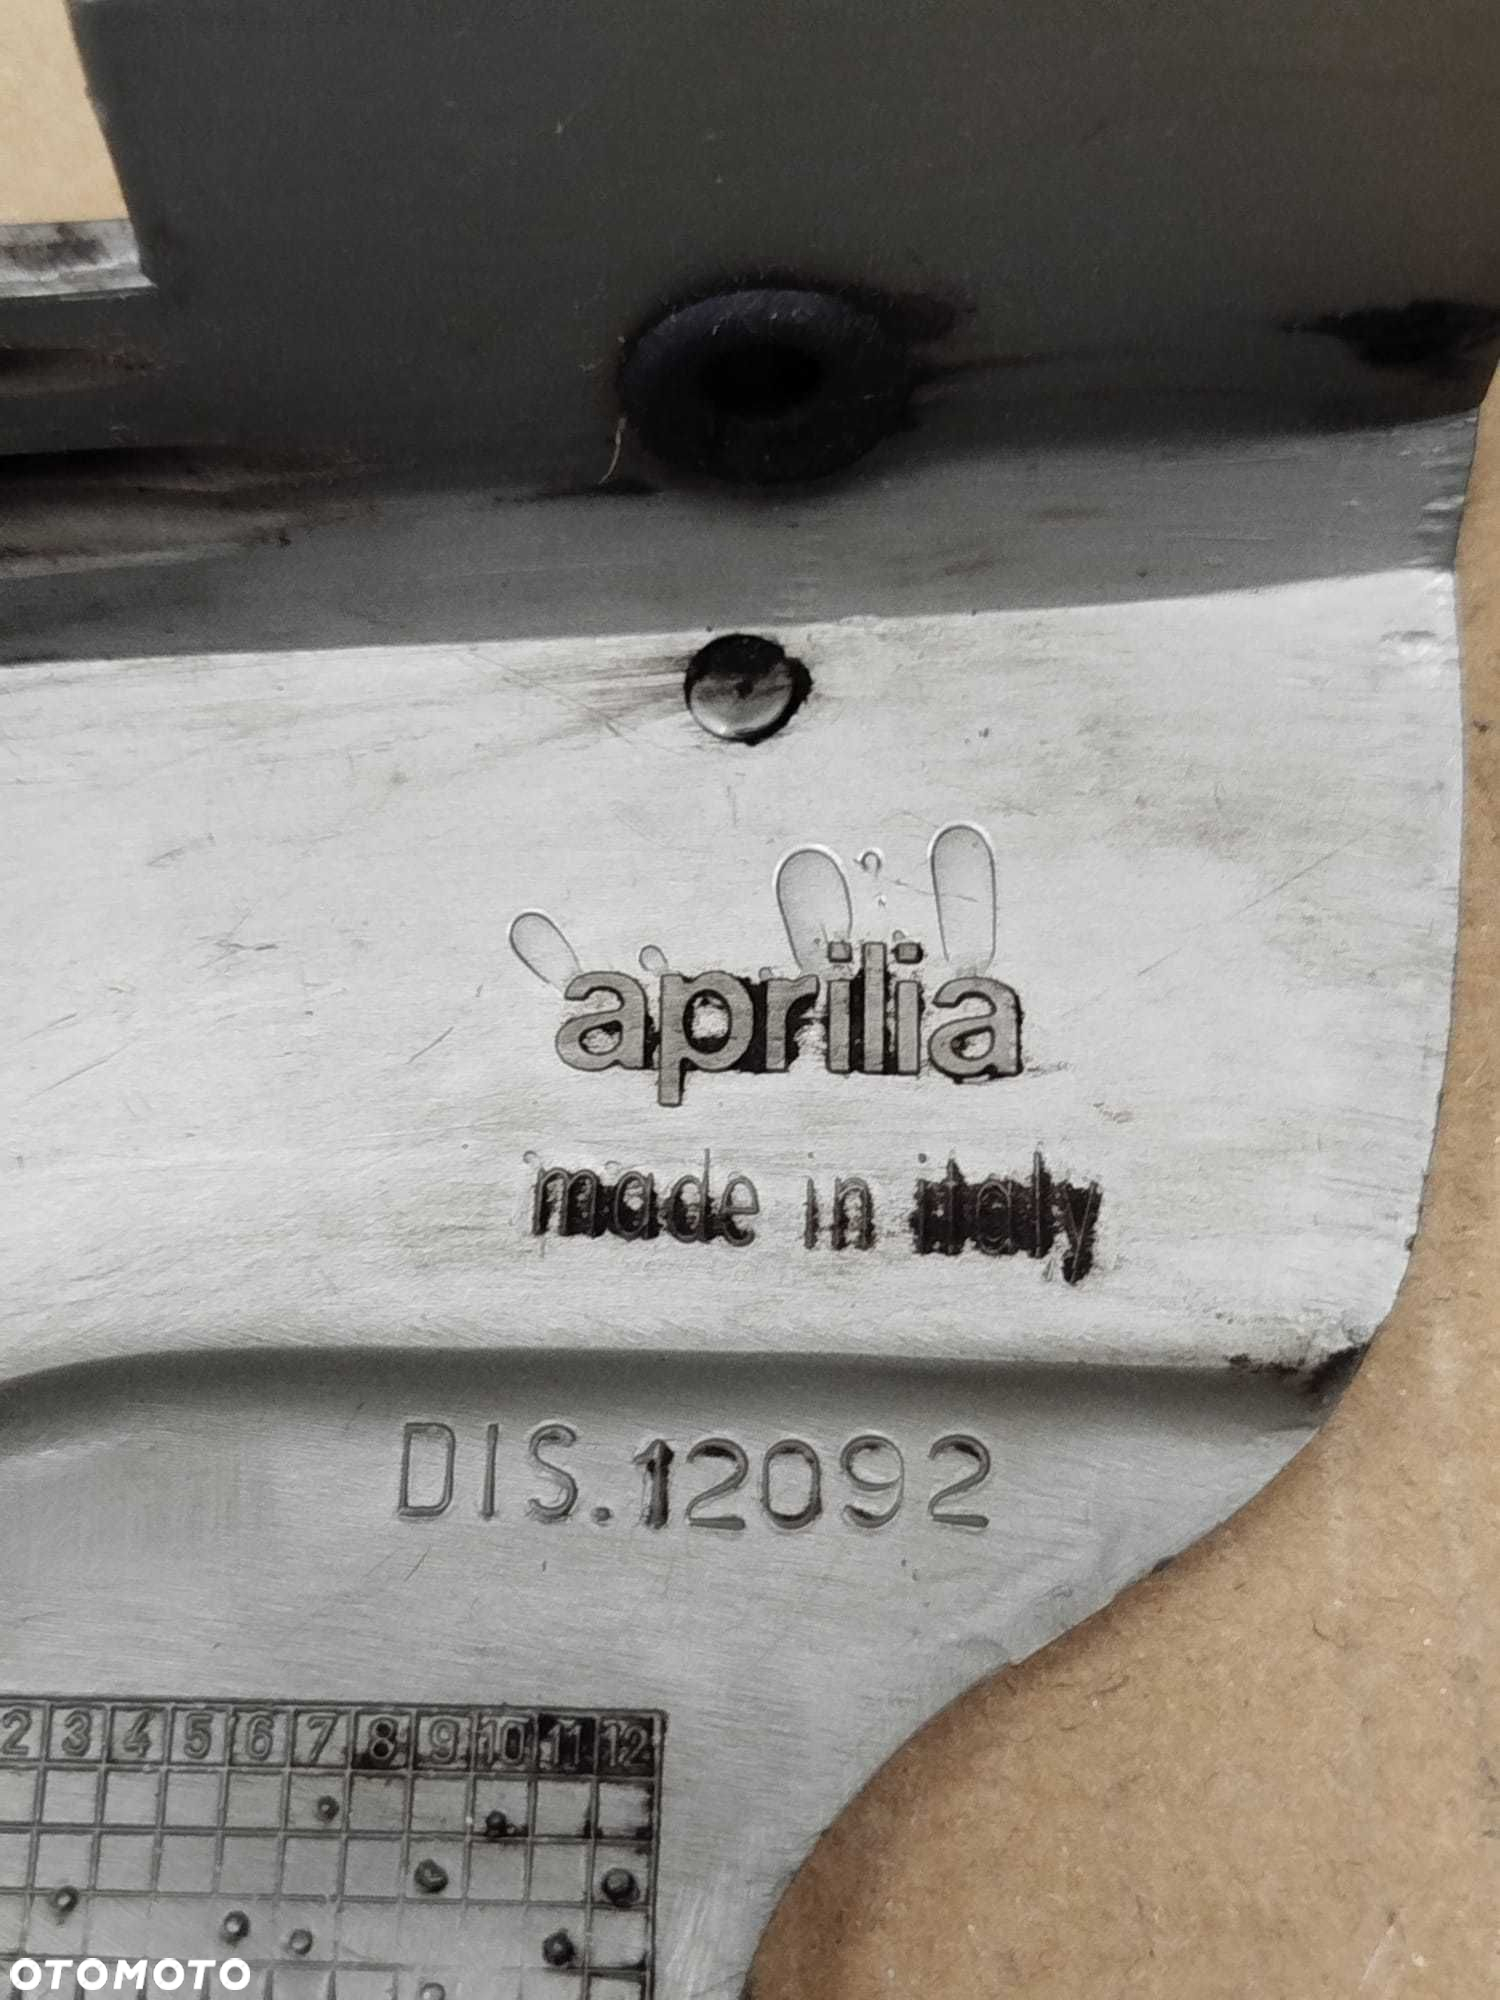 aprilia
made in italy
DIS.12092
2 3 4 5 6 7 8 9 10 11 12
OTOMOTO